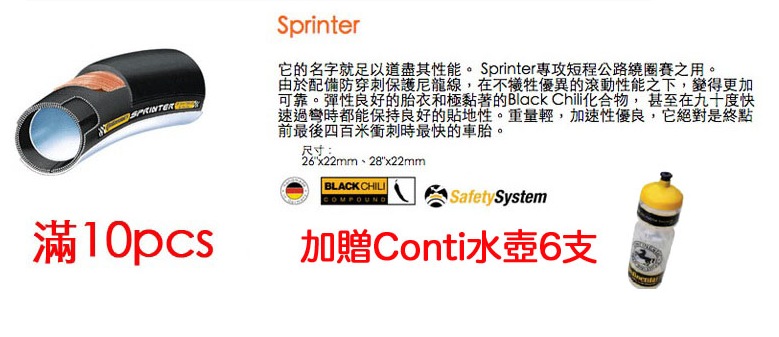 Sprinter
它的名字就足以道盡其性能。 Sprinter專攻短程公路繞圈賽之用。
由於配備防穿刺保護尼龍線，在不犧牲優異的滾動性能之下，變得更加
可靠。彈性良好的胎衣和極黏著的Black Chili化合物， 甚至在九十度快
速過彎時都能保持良好的貼地性。重量輕，加速性優良，它絕對是終點
前最後四百米衝刺時最快的車胎。
尺寸：
26"x22mm、28"x22mm
BLACK CHILI
COMPOUND
SafetySystem
SPRINTER
滿10pcs
加贈Conti水壺6支
Continental